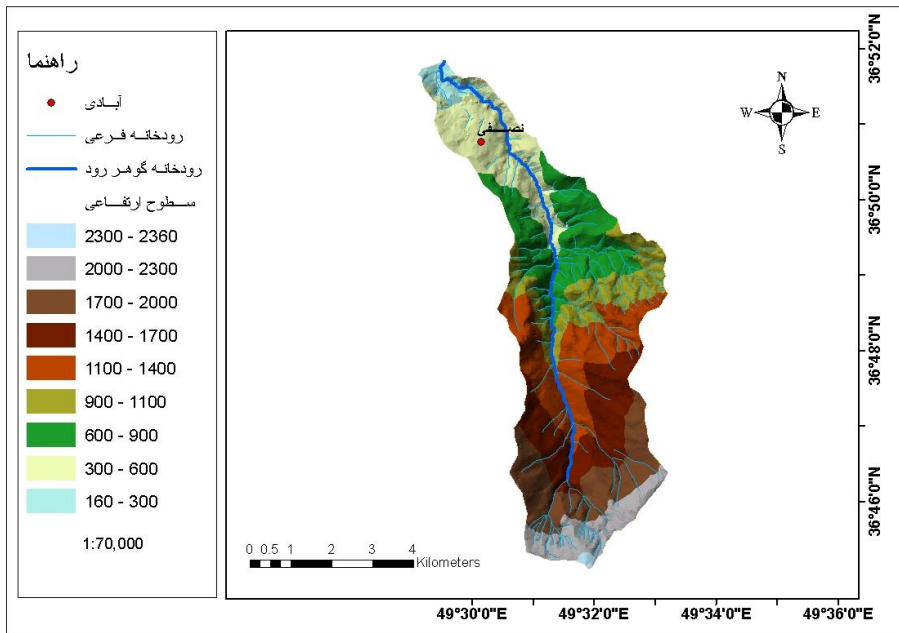 راهنما
آبادی
رودخانه فرعی
رودخانه گوهر رود
سطوح ارتفاعی
2300 - 2360
2000 - 2300
1700 - 2000
1400 - 1700
1100 - 1400
900 - 1100
600 - 900
300 - 600
160 - 300
1:70,000
نصفی
N
W
E
S
0 0.5 1 2 3 4
Kilometers
36°52'0"N
36°50'0"N
36°48'0"N
36°46'0"N
49°30'0"E
49°32'0"E
49°34'0"E
49°36'0"E